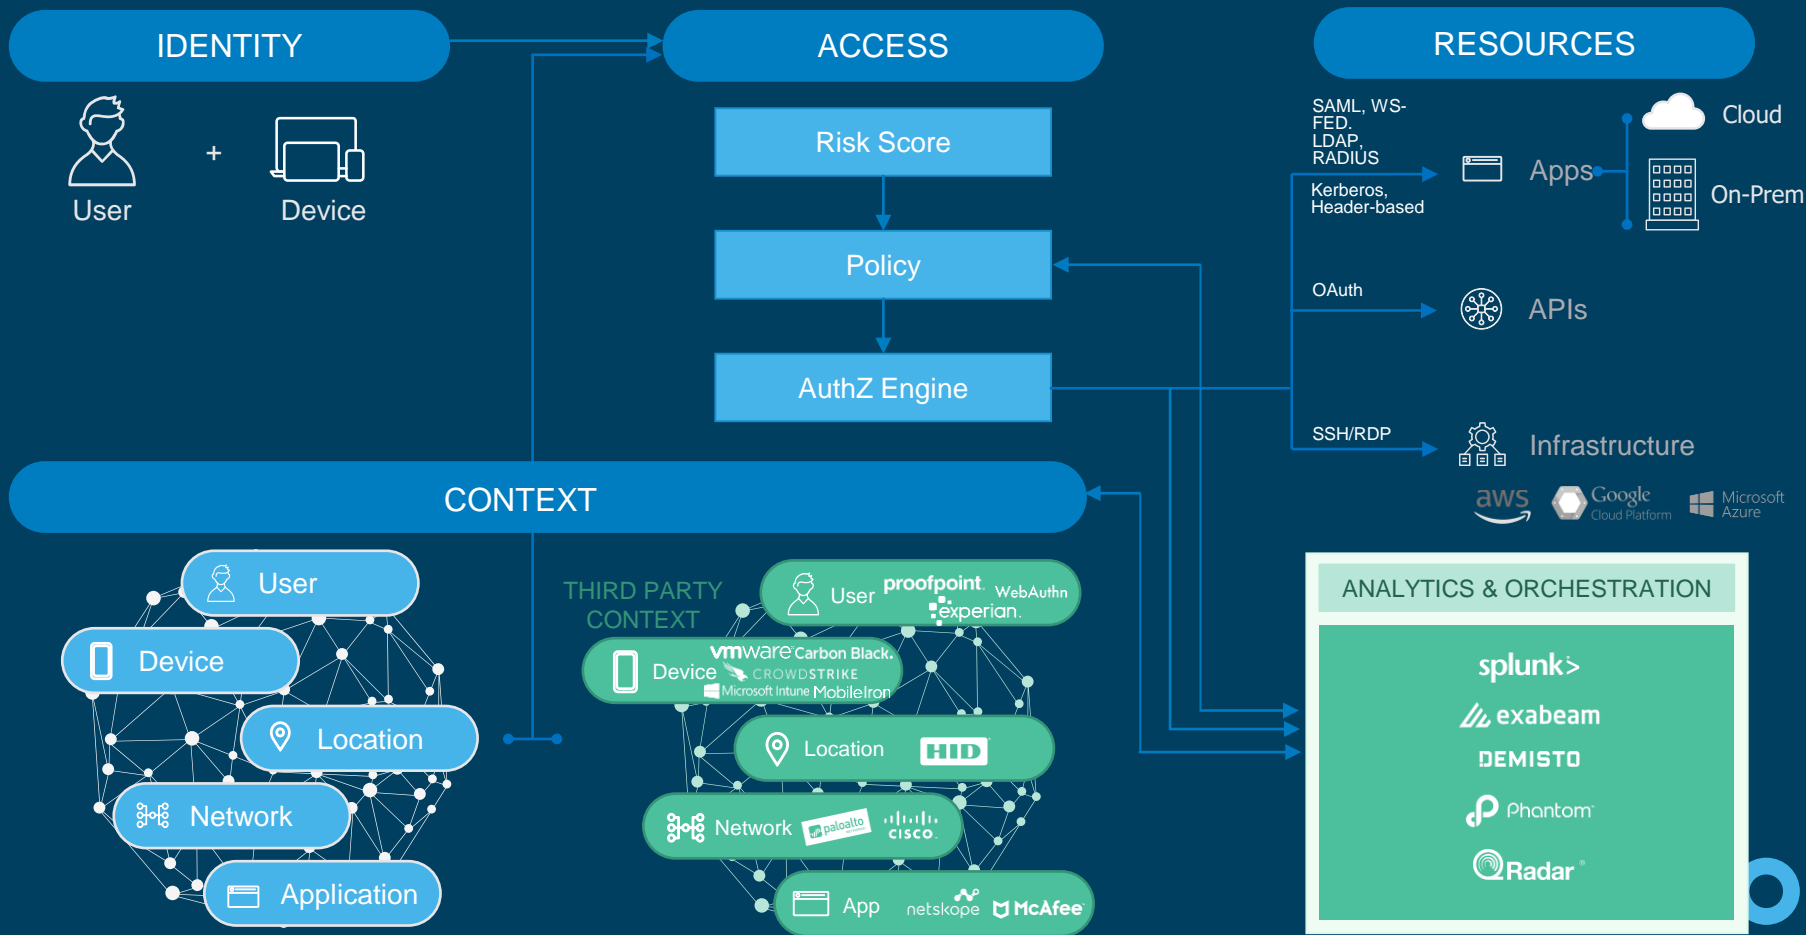 IDENTITY
ACCESS
RESOURCES
User
+
Device
Risk Score
Policy
AuthZ Engine
SAML, WS-
FED.
LDAP,
RADIUS
Kerberos,
Header-based
Apps
Cloud
On-Prem
OAuth
APIs
SSH/RDP
Infrastructure
aws
Google
Cloud Platform
Microsoft
Azure
CONTEXT
User
Device
Location
Network
Application
THIRD PARTY
CONTEXT
User
proofpoint.
WebAuthn
experian.
Device
vmware Carbon Black.
CROWDSTRIKE
Microsoft Intune
MobileIron
Location
HID
Network
paloalto
CISCO.
App
netskope
McAfee
ANALYTICS & ORCHESTRATION
splunk>
exabeam
DEMISTO
Phantom
QRadar